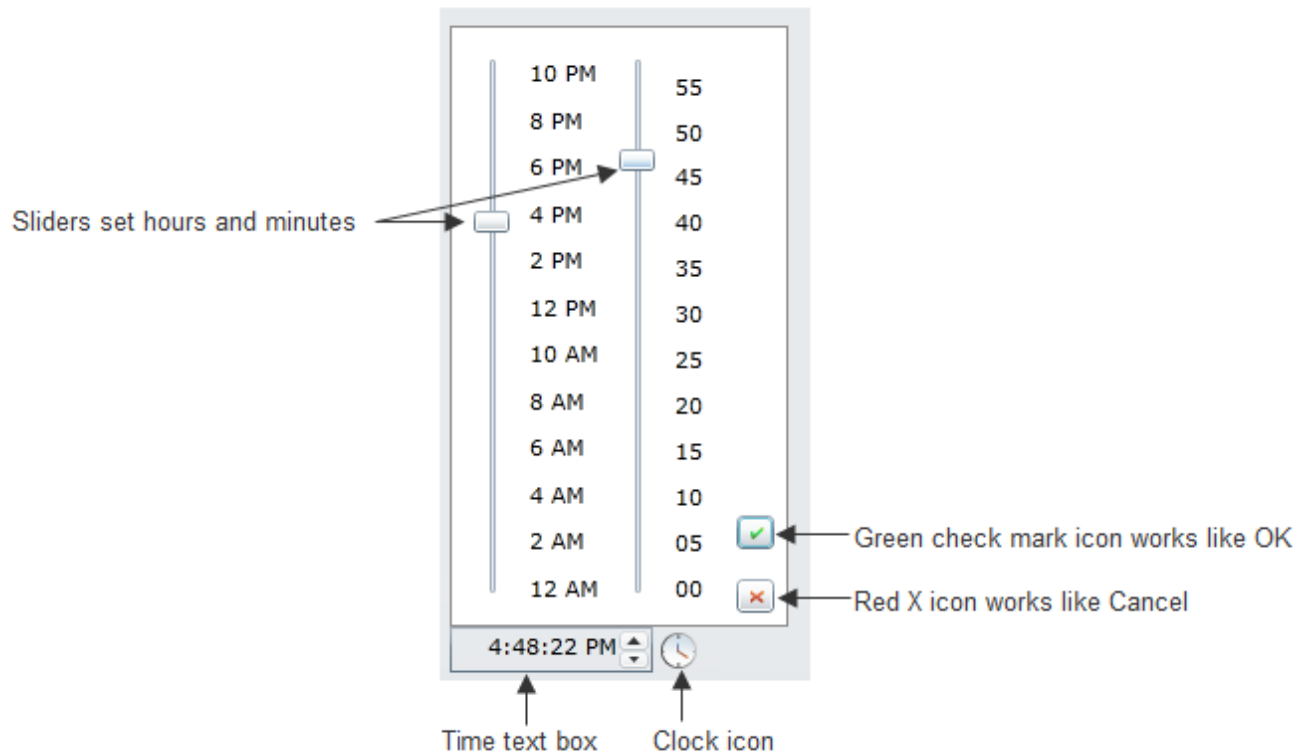 10 PM
55
8 PM
50
6 PM
45
Sliders set hours and minutes
4 PM
40
2 PM
35
12 PM
30
10 AM
25
8 AM
20
6 AM
15
4 AM
10
2 AM
05
Green check mark icon works like OK
12 AM
00
Red X icon works like Cancel
4:48:22 PM
Time text box
Clock icon